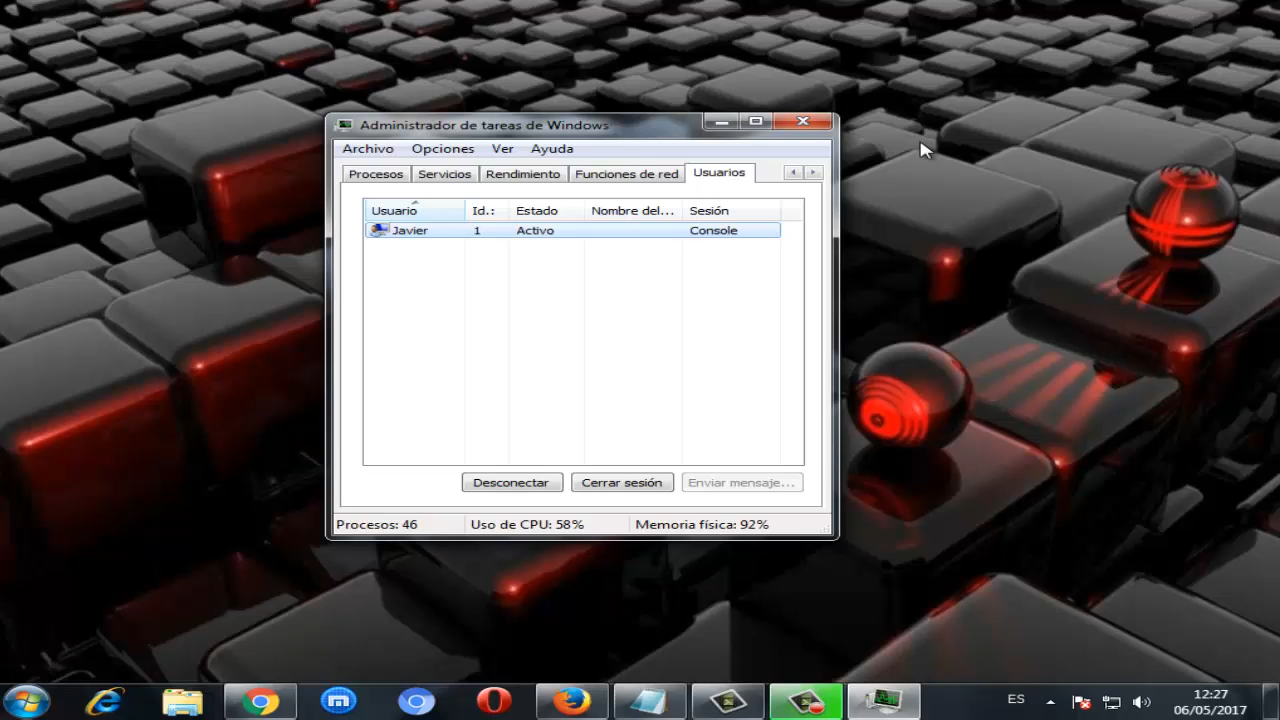 Administrador de tareas de Windows
Archivo Opciones Ver Ayuda
Procesos Servicios Rendimiento Funciones de red Usuarios
Usuario Id.: Estado Nombre del... Sesión
Javier 1 Activo Console
Desconectar Cerrar sesión Enviar mensaje...
Procesos: 46 Uso de CPU: 58% Memoria física: 92%
ES 12:27
06/05/2017